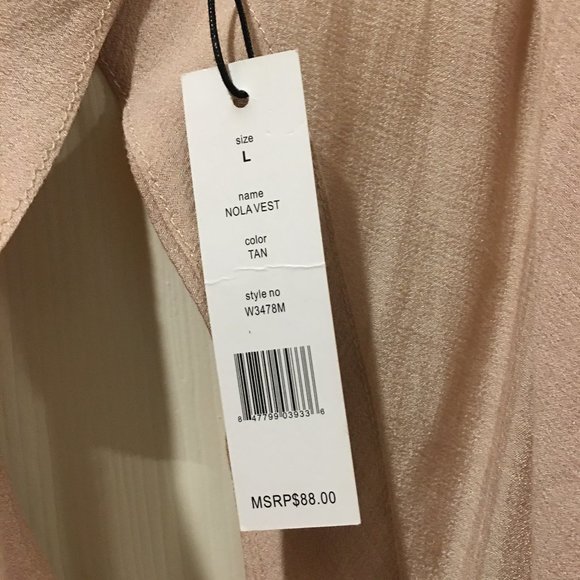 size
L
name
NOLA VEST
color
TAN
style no
W3478M
8 47799 03933 6
MSRP$88.00